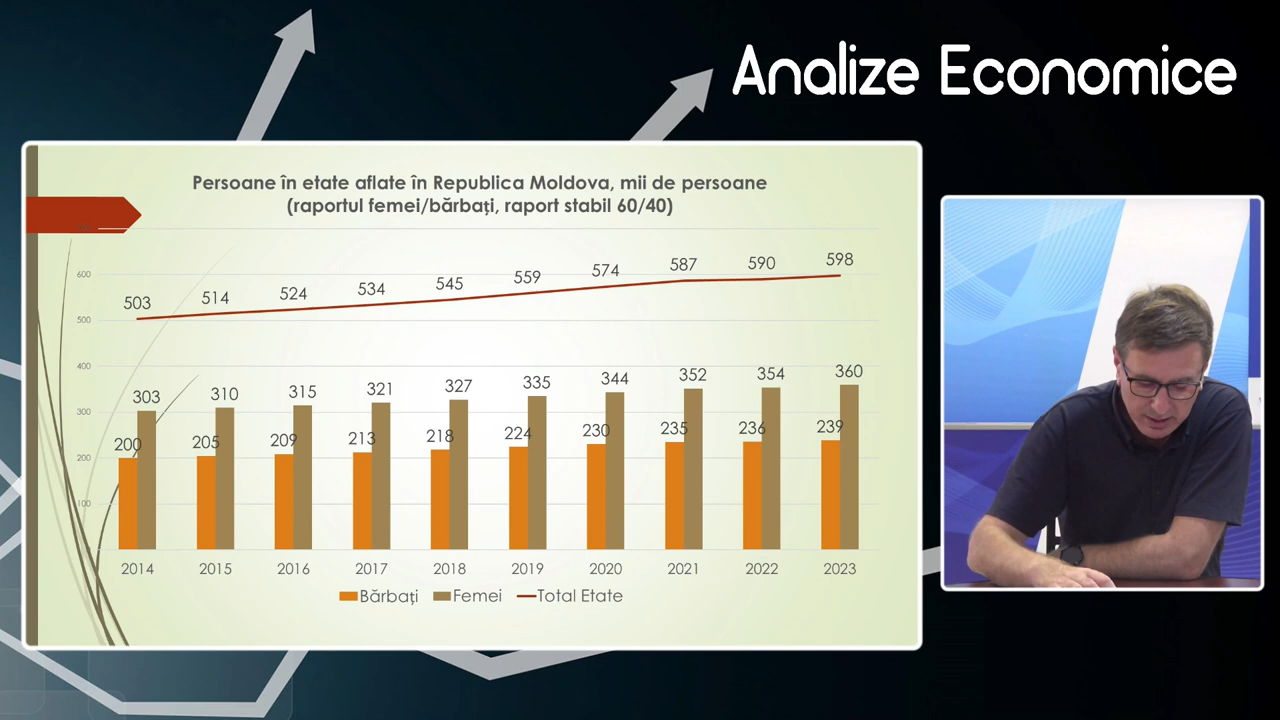 Analize Economice
Persoane în etate aflate în Republica Moldova, mii de persoane
(raportul femei/bărbați, raport stabil 60/40)
600
500
400
300
200
100
503 514 524 534 545 559 574 587 590 598
303 310 315 321 327 335 344 352 354 360
200 205 209 213 218 224 230 235 236 239
2014 2015 2016 2017 2018 2019 2020 2021 2022 2023
Bărbați Femei Total Etate